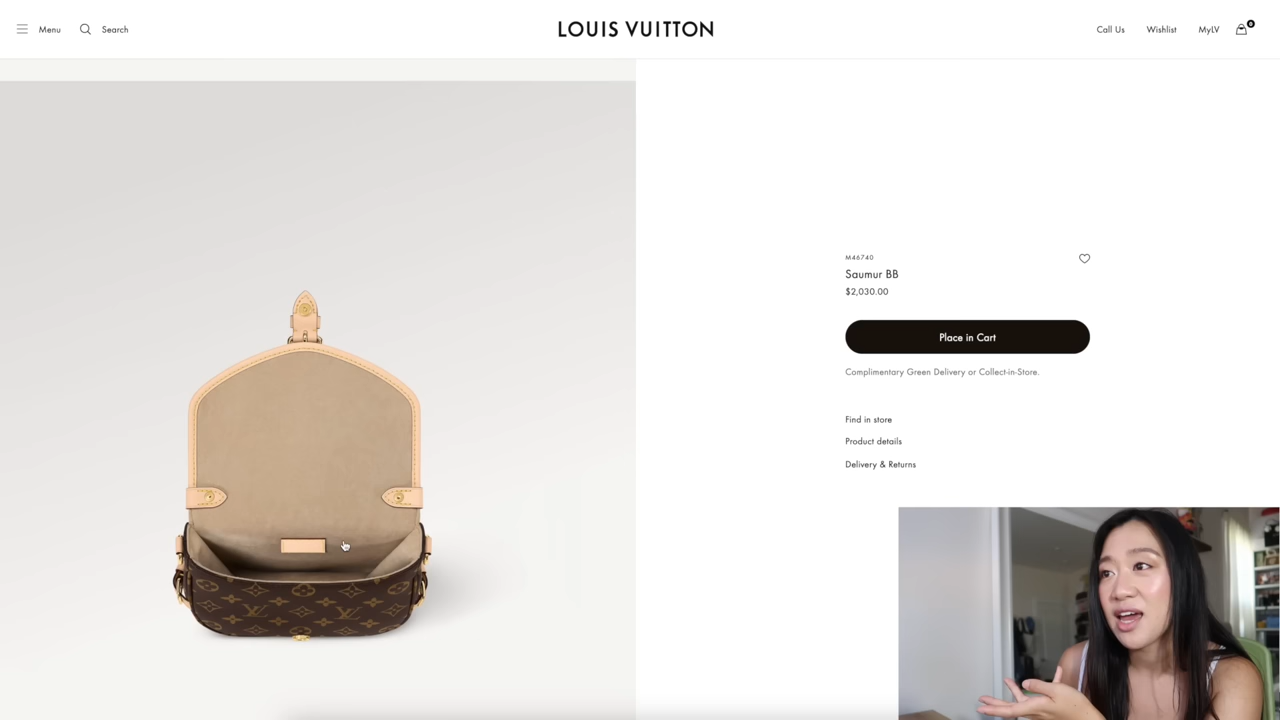 Menu
Search
LOUIS VUITTON
Call Us
Wishlist
MyLV
0
M46740
Saumur BB
$2,030.00
Place in Cart
Complimentary Green Delivery or Collect-in-Store.
Find in store
Product details
Delivery & Returns